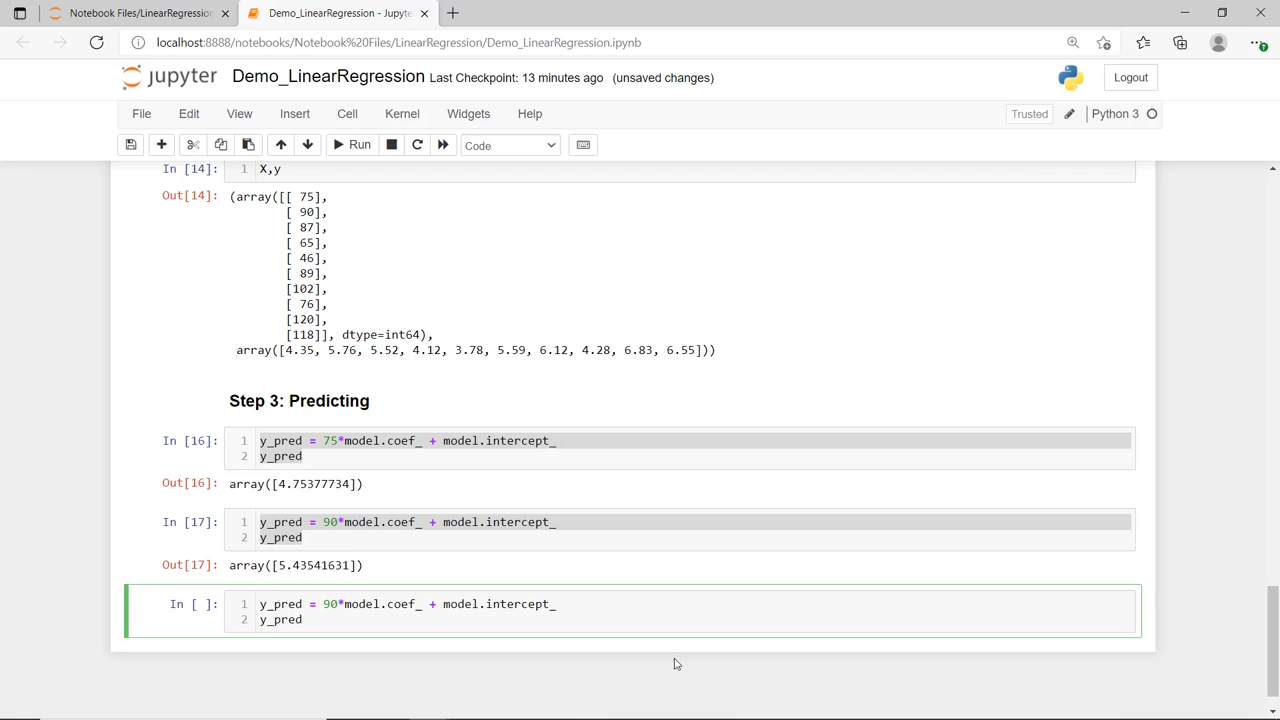 Notebook Files/LinearRegression
Demo_LinearRegression - Jupyte
localhost:8888/notebooks/Notebook%20Files/LinearRegression/Demo_LinearRegression.ipynb
jupyter Demo_LinearRegression Last Checkpoint: 13 minutes ago (unsaved changes)
Logout
File Edit View Insert Cell Kernel Widgets Help
Trusted Python 3
Run Code
In [14]: 1 X,y
Out[14]: (array([[ 75],
[ 90],
[ 87],
[ 65],
[ 46],
[ 89],
[102],
[ 76],
[120],
[118]], dtype=int64),
array([4.35, 5.76, 5.52, 4.12, 3.78, 5.59, 6.12, 4.28, 6.83, 6.55]))
Step 3: Predicting
In [16]: 1 y_pred = 75*model.coef_ + model.intercept_
2 y_pred
Out[16]: array([4.75377734])
In [17]: 1 y_pred = 90*model.coef_ + model.intercept_
2 y_pred
Out[17]: array([5.43541631])
In [ ]: 1 y_pred = 90*model.coef_ + model.intercept_
2 y_pred